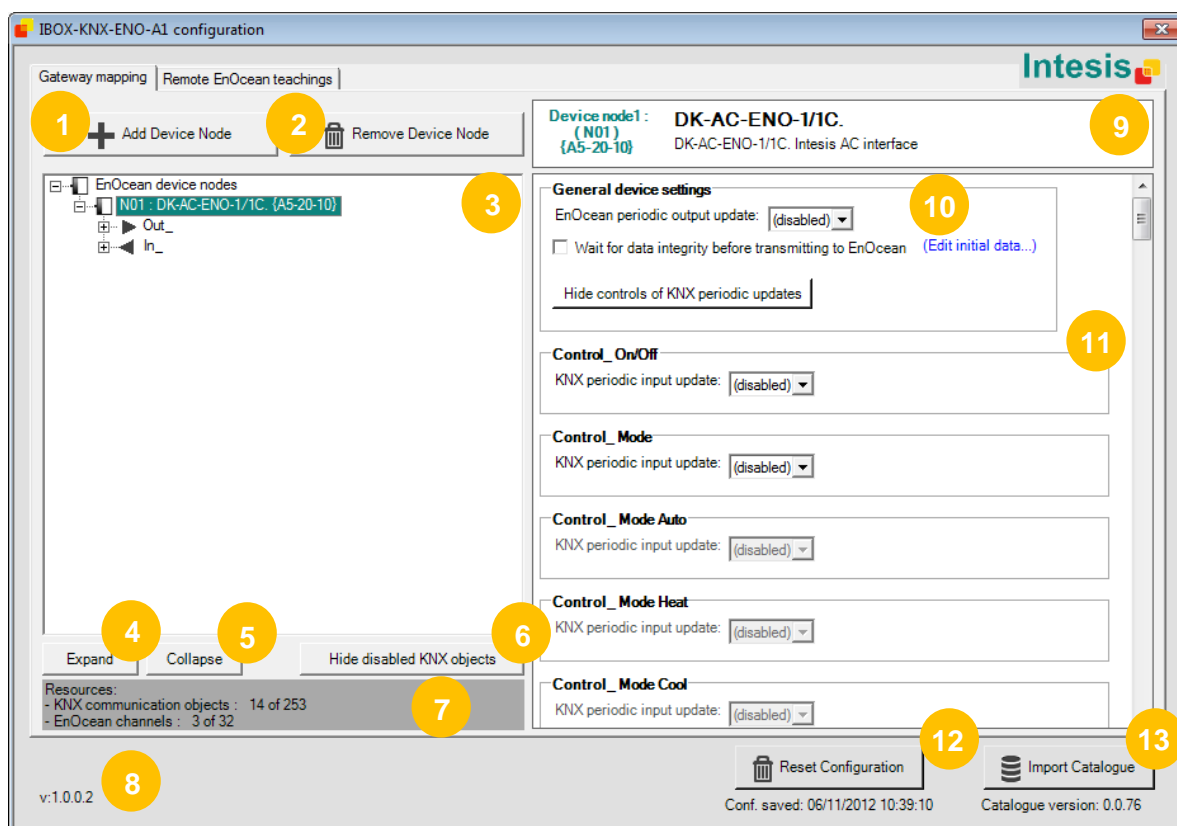 IBOX-KNX-ENO-A1 configuration
Gateway mapping
Remote EnOcean teachings
Intesis
1
Add Device Node
2
Remove Device Node
Device node1 :
( N01 )
{A5-20-10}
DK-AC-ENO-1/1C.
DK-AC-ENO-1/1C. Intesis AC interface
9
EnOcean device nodes
N01 : DK-AC-ENO-1/1C. {A5-20-10}
Out_
In_
3
General device settings
EnOcean periodic output update: (disabled)
10
Wait for data integrity before transmitting to EnOcean (Edit initial data...)
Hide controls of KNX periodic updates
11
Control_ On/Off
KNX periodic input update: (disabled)
Control_ Mode
KNX periodic input update: (disabled)
Control_ Mode Auto
KNX periodic input update: (disabled)
Control_ Mode Heat
KNX periodic input update: (disabled)
Control_ Mode Cool
KNX periodic input update: (disabled)
4
5
6
Expand
Collapse
Hide disabled KNX objects
Resources:
- KNX communication objects : 14 of 253
- EnOcean channels : 3 of 32
7
8
v:1.0.0.2
12
Reset Configuration
Conf. saved: 06/11/2012 10:39:10
13
Import Catalogue
Catalogue version: 0.0.76